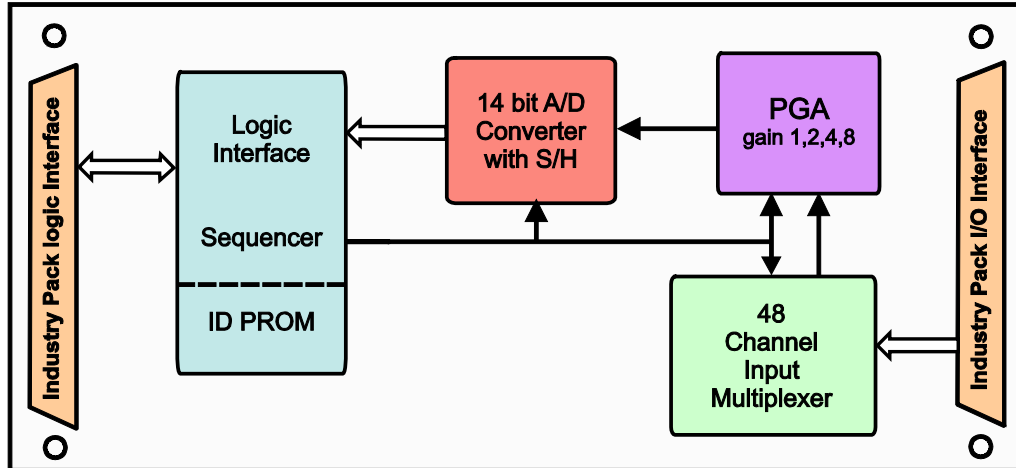 Industry Pack logic Interface
Logic
Interface
Sequencer
ID PROM
14 bit A/D
Converter
with S/H
PGA
gain 1,2,4,8
48
Channel
Input
Multiplexer
Industry Pack I/O Interface